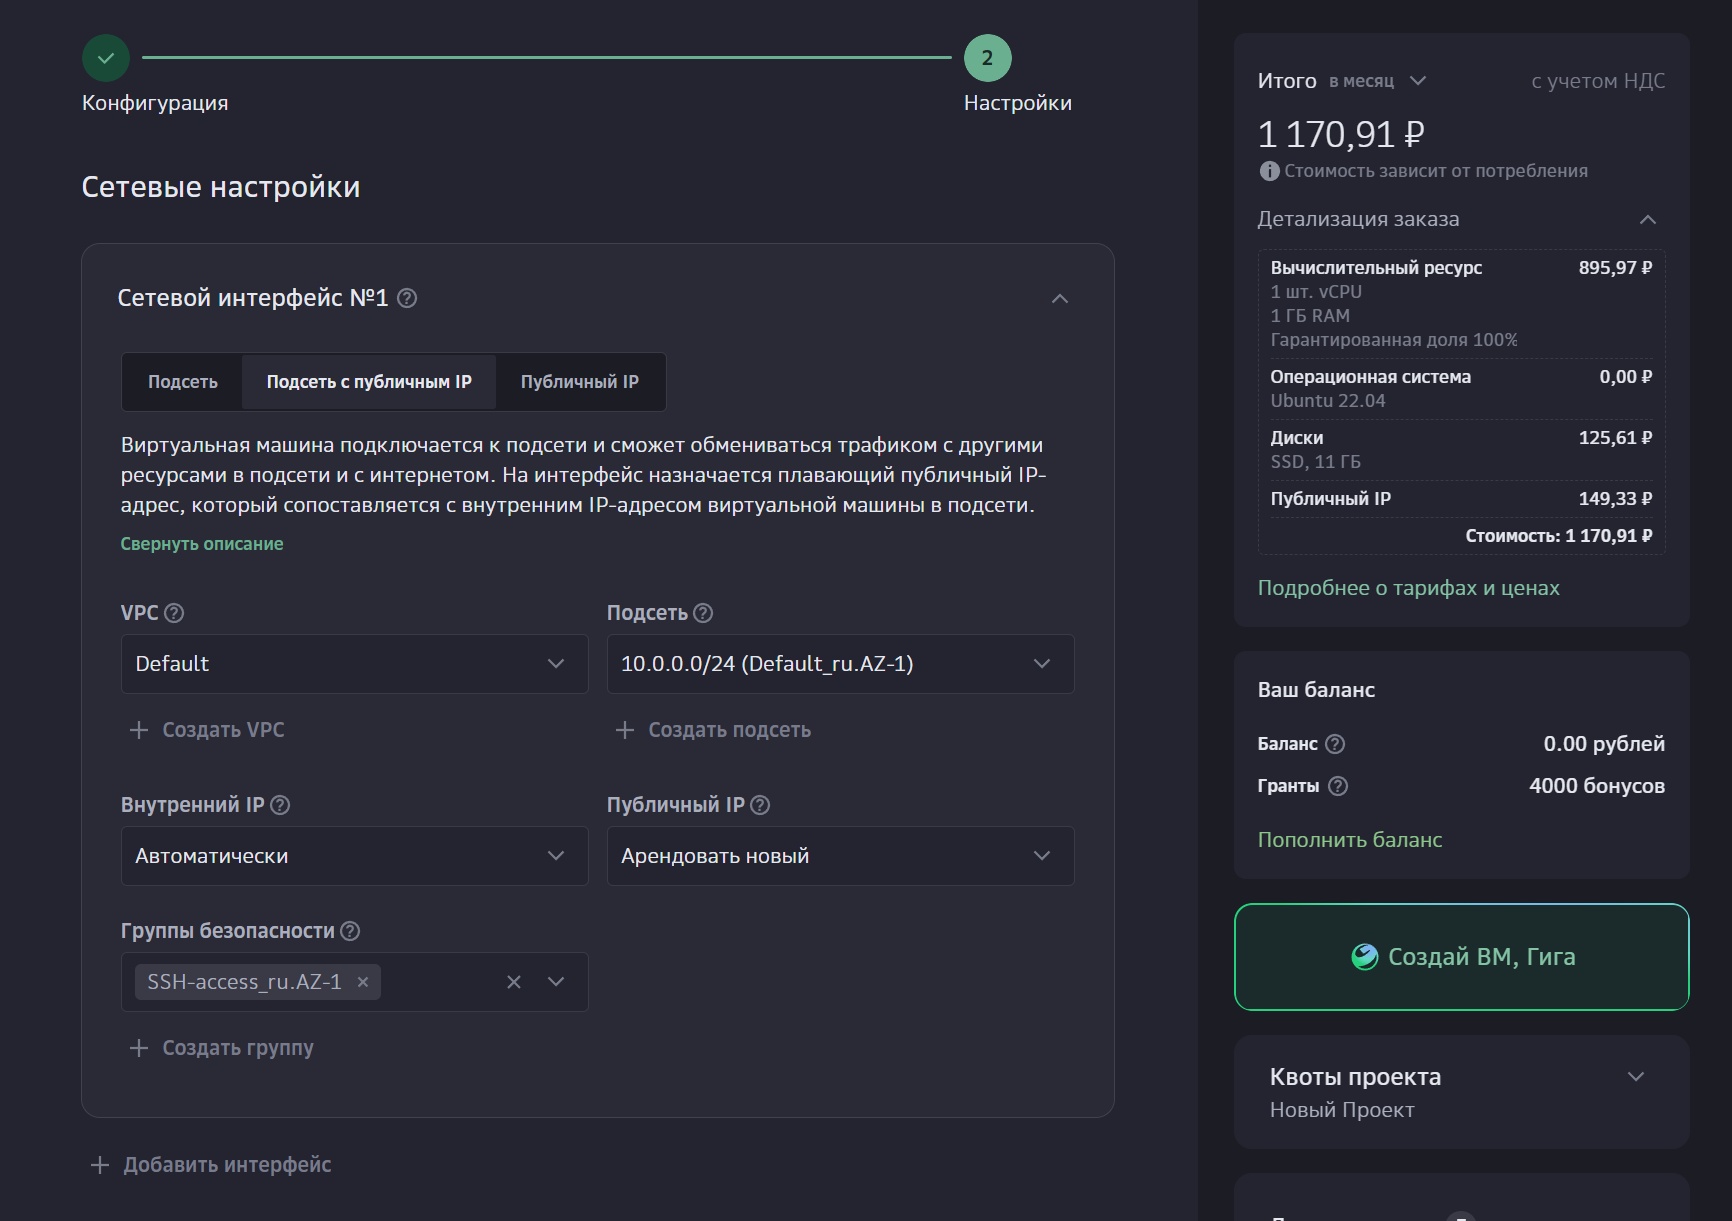 Конфигурация
2
Настройки
Сетевые настройки
Сетевой интерфейс №1
Подсеть
Подсеть с публичным IP
Публичный IP
Виртуальная машина подключается к подсети и сможет обмениваться трафиком с другими
ресурсами в подсети и с интернетом. На интерфейс назначается плавающий публичный IP-
адрес, который сопоставляется с внутренним IP-адресом виртуальной машины в подсети.
Свернуть описание
VPC
Подсеть
Default
10.0.0.0/24 (Default_ru.AZ-1)
Создать VPC
Создать подсеть
Внутренний IP
Публичный IP
Автоматически
Арендовать новый
Группы безопасности
SSH-access_ru.AZ-1
Создать группу
Добавить интерфейс
Итого в месяц
с учетом НДС
1 170,91 ₽
Стоимость зависит от потребления
Детализация заказа
Вычислительный ресурс 895,97 ₽
1 шт. vCPU
1 ГБ RAM
Гарантированная доля 100%
Операционная система 0,00 ₽
Ubuntu 22.04
Диски 125,61 ₽
SSD, 11 ГБ
Публичный IP 149,33 ₽
Стоимость: 1 170,91 ₽
Подробнее о тарифах и ценах
Ваш баланс
Баланс 0.00 рублей
Гранты 4000 бонусов
Пополнить баланс
Создай ВМ, Гига
Квоты проекта
Новый Проект